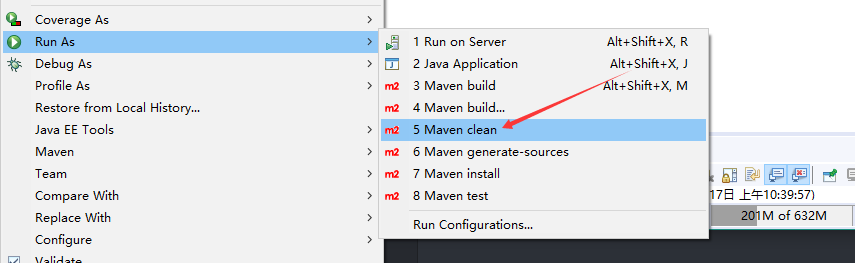 Coverage As
Run As
Debug As
Profile As
Restore from Local History...
Java EE Tools
Maven
Team
Compare With
Replace With
Configure
Validate
1 Run on Server Alt+Shift+X, R
2 Java Application Alt+Shift+X, J
m2 3 Maven build Alt+Shift+X, M
m2 4 Maven build...
m2 5 Maven clean
m2 6 Maven generate-sources
m2 7 Maven install
m2 8 Maven test
Run Configurations...
17日 上午10:39:57)
201M of 632M